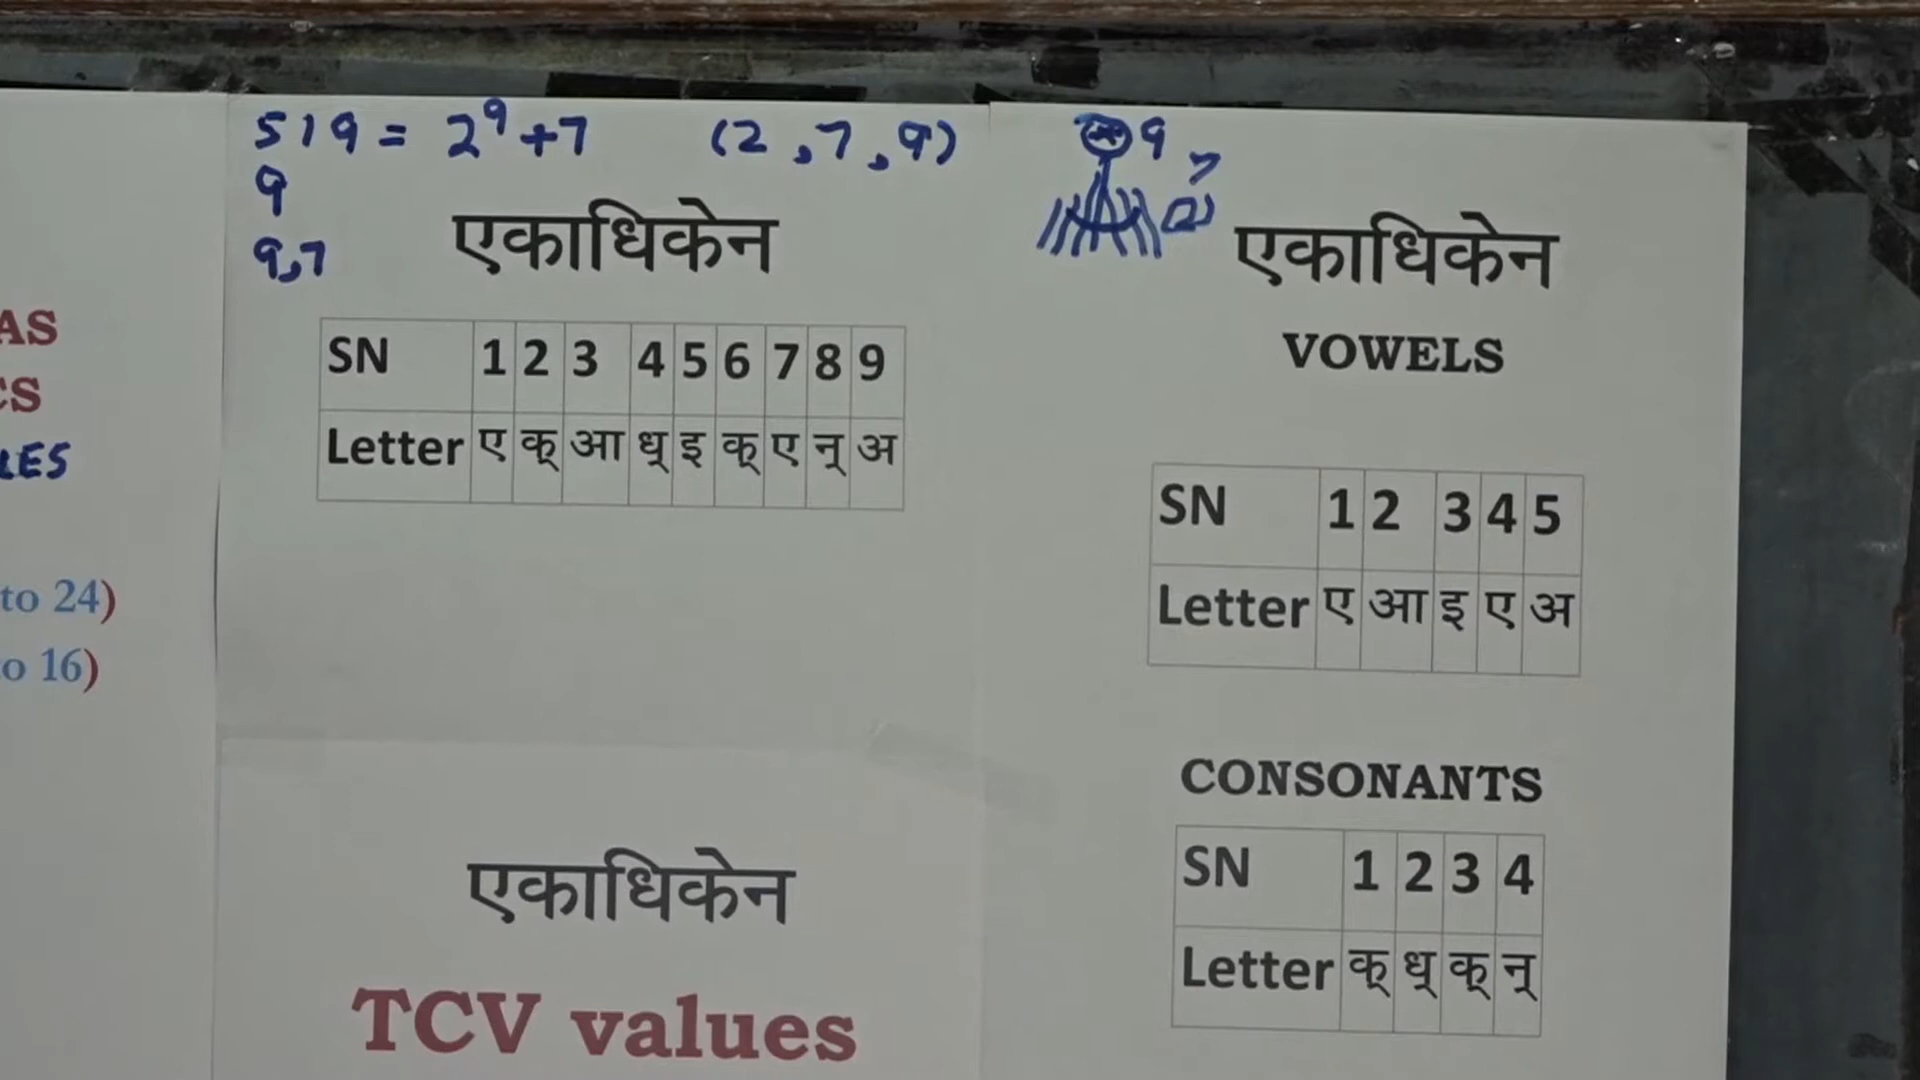 AS
CS
LES
to 24)
o 16)
519 = 2⁹+7 (2,7,9)
9
9,7
एकाधिकेन
SN 1 2 3 4 5 6 7 8 9
Letter ए क् आ ध् इ क् ए न् अ
एकाधिकेन
TCV values
9
7
(2)
एकाधिकेन
VOWELS
SN 1 2 3 4 5
Letter ए आ इ ए अ
CONSONANTS
SN 1 2 3 4
Letter क् ध् क् न्